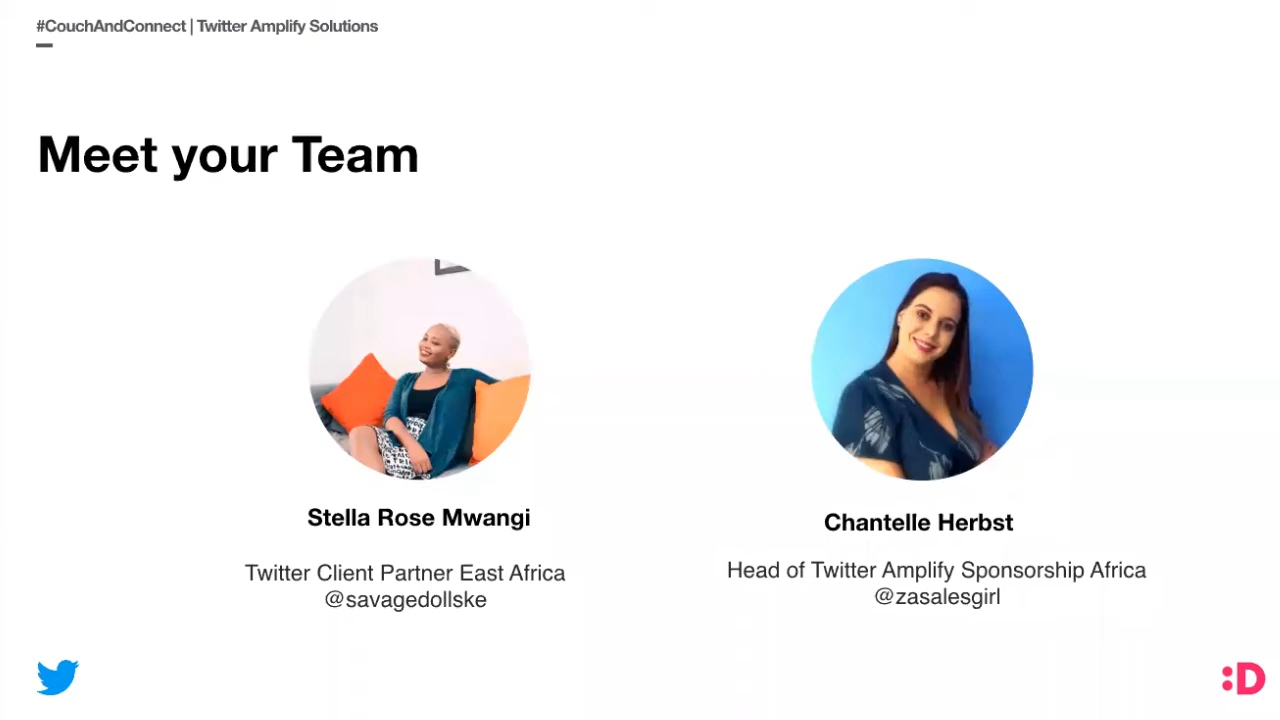 #CouchAndConnect | Twitter Amplify Solutions
Meet your Team
Stella Rose Mwangi
Twitter Client Partner East Africa
@savagedollske
Chantelle Herbst
Head of Twitter Amplify Sponsorship Africa
@zasalesgirl
:D